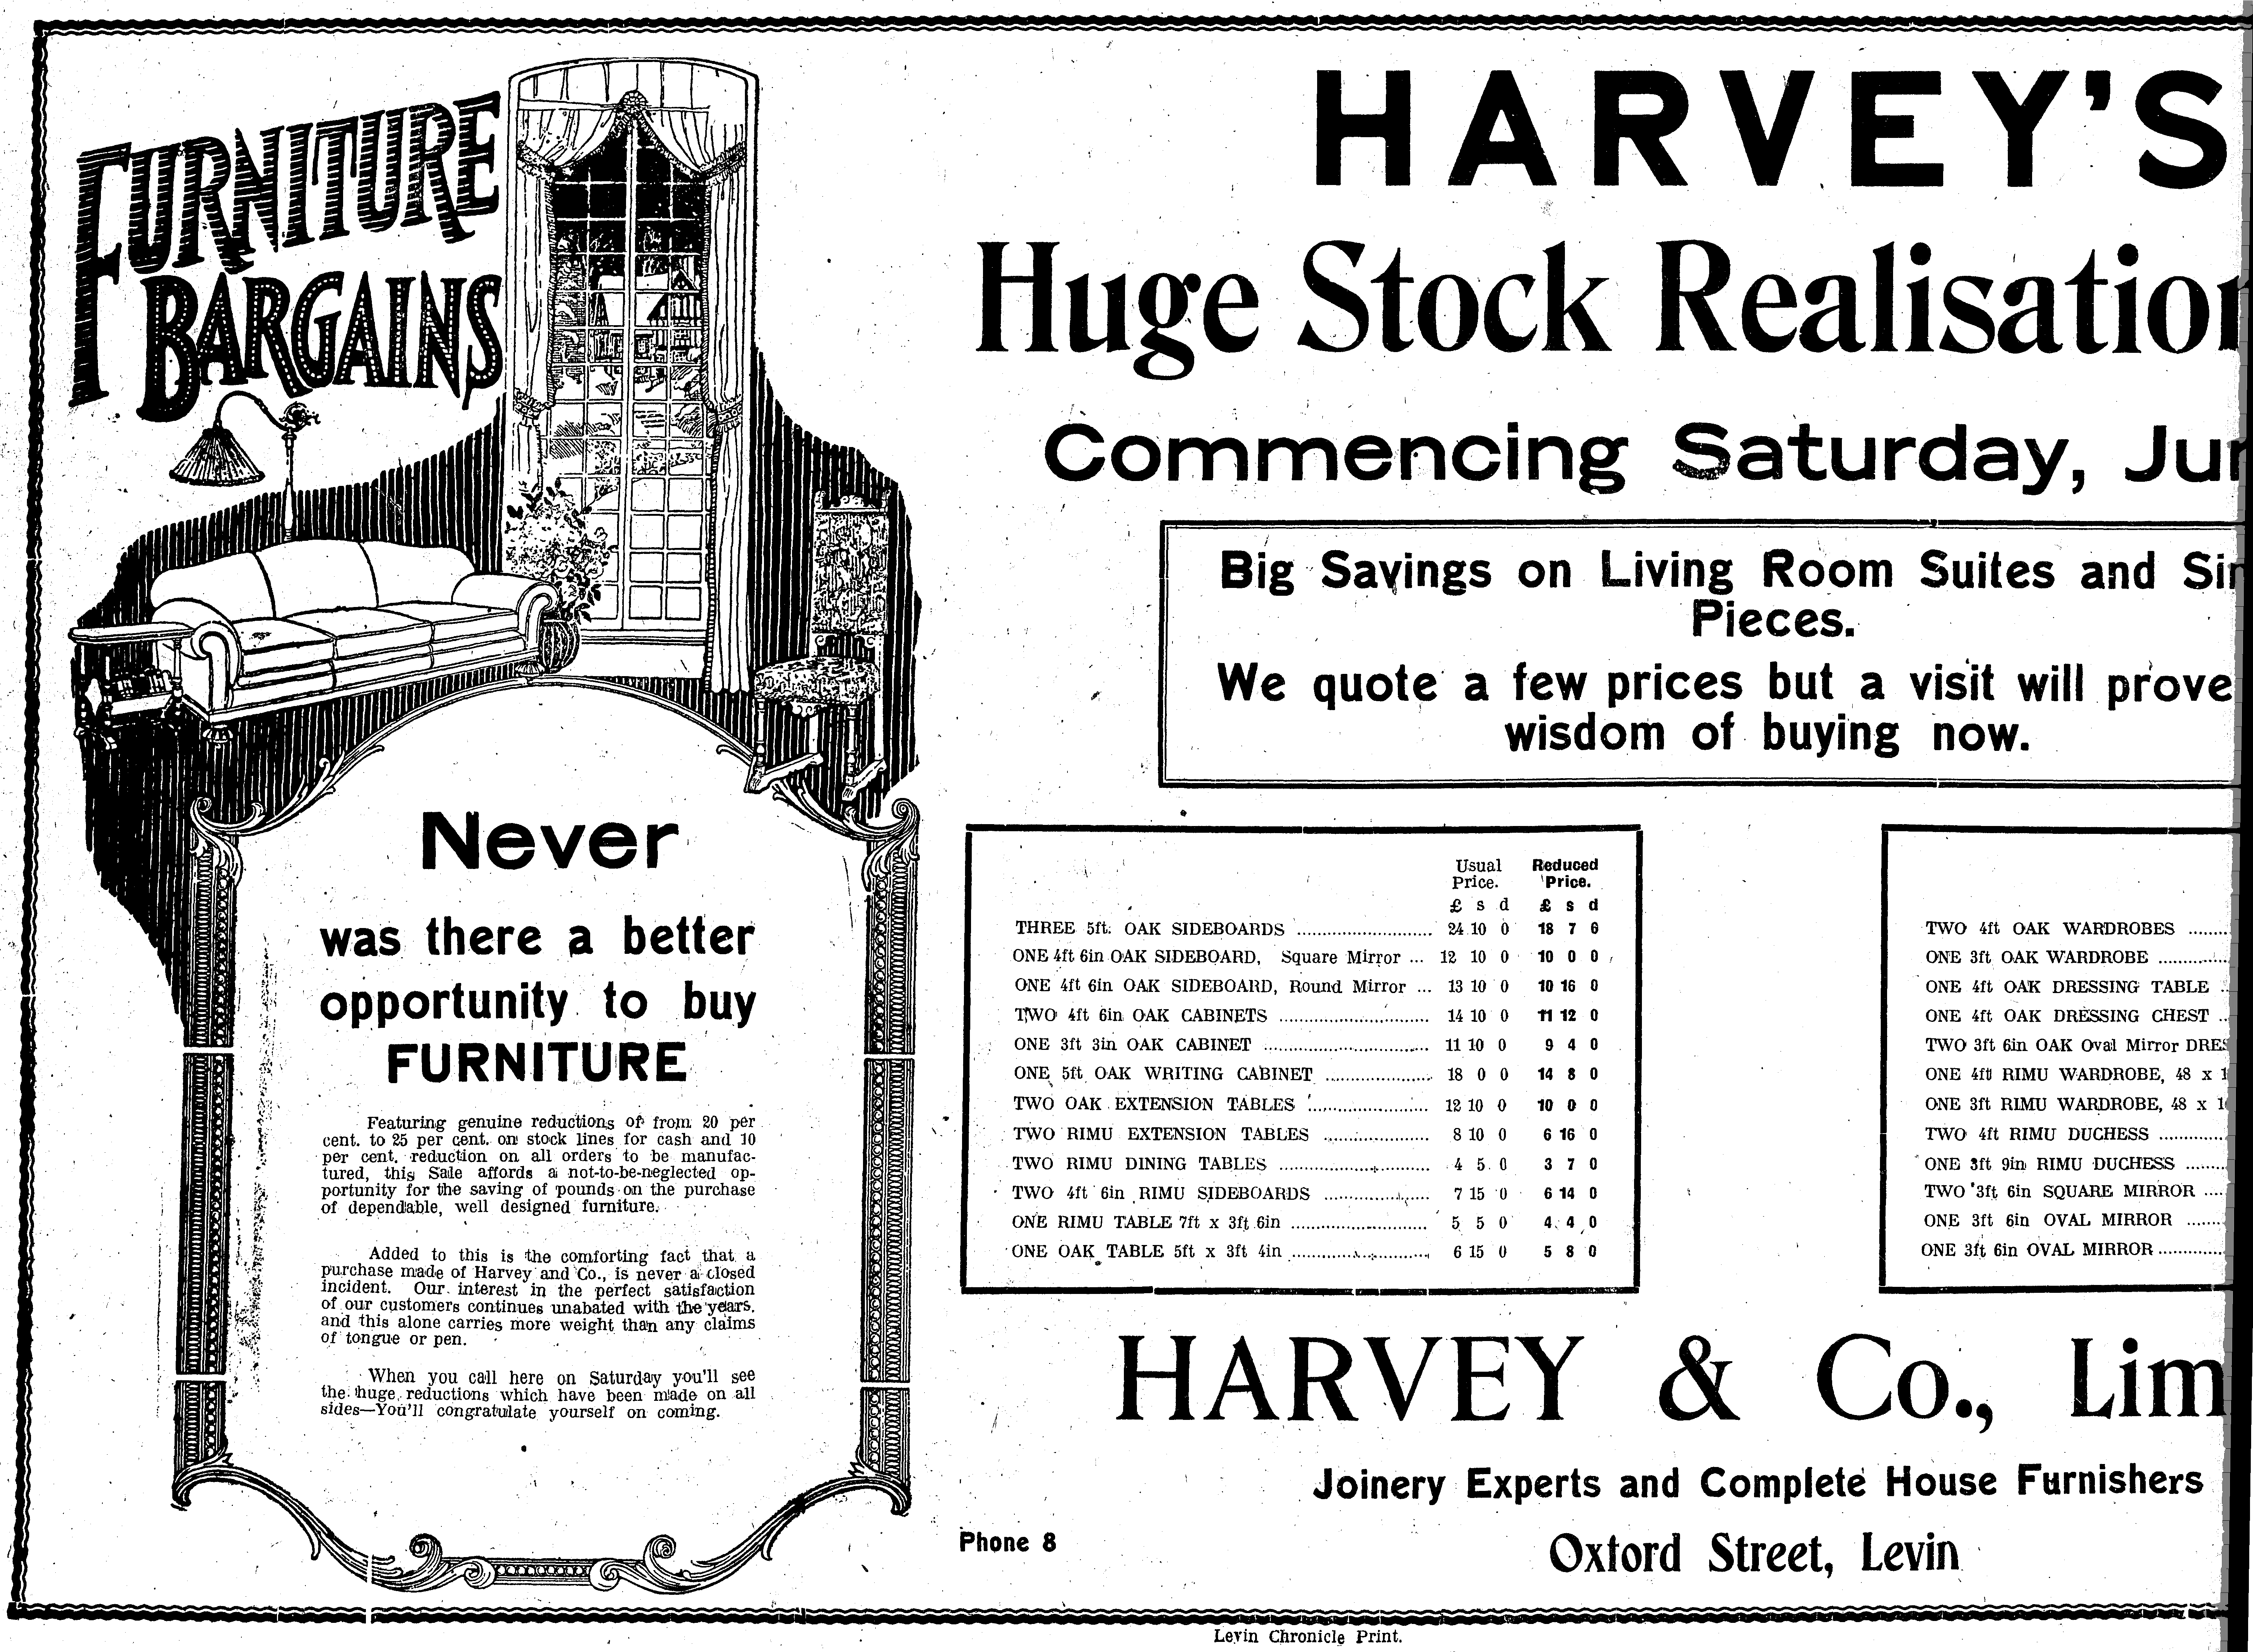 FURNITURE
BARGAINS
Never
was there a better
opportunity to buy
FURNITURE
Featuring genuine reductions of from 20 per
cent. to 25 per cent. on stock lines for cash and 10
per cent. reduction on all orders to be manufac-
tured, this Sale affords a not-to-be-neglected op-
portunity for the saving of pounds on the purchase
of dependable, well designed furniture.
Added to this is the comforting fact that a
purchase made of Harvey and Co., is never a closed
incident. Our interest in the perfect satisfaction
of our customers continues unabated with the years,
and this alone carries more weight than any claims
of tongue or pen.
When you call here on Saturday you'll see
the huge reductions which have been made on all
sides—You'll congratulate yourself on coming.
HARVEY'S
Huge Stock Realisation
Commencing Saturday, Jun
Big Savings on Living Room Suites and Sin
Pieces.
We quote a few prices but a visit will prove
wisdom of buying now.
Usual Reduced
Price. Price.
£ s d £ s d
THREE 5ft. OAK SIDEBOARDS ........................ 24 10 0 18 7 6
ONE 4ft 6in OAK SIDEBOARD, Square Mirror ... 12 10 0 10 0 0
ONE 4ft 6in OAK SIDEBOARD, Round Mirror ... 13 10 0 10 16 0
TWO 4ft 6in OAK CABINETS ........................ 14 10 0 11 12 0
ONE 3ft 3in OAK CABINET ........................ 11 10 0 9 4 0
ONE 5ft OAK WRITING CABINET ..................... 18 0 0 14 8 0
TWO OAK EXTENSION TABLES ..................... 12 10 0 10 0 0
TWO RIMU EXTENSION TABLES ..................... 8 10 0 6 16 0
TWO RIMU DINING TABLES ........................ 4 5 0 3 7 0
TWO 4ft 6in RIMU SIDEBOARDS ..................... 7 15 0 6 14 0
ONE RIMU TABLE 7ft x 3ft 6in ........................ 5 5 0 4 4 0
ONE OAK TABLE 5ft x 3ft 4in ........................ 6 15 0 5 8 0
TWO 4ft OAK WARDROBES ........
ONE 3ft OAK WARDROBE ............
ONE 4ft OAK DRESSING TABLE ..
ONE 4ft OAK DRESSING CHEST ..
TWO 3ft 6in OAK Oval Mirror DRES
ONE 4ft RIMU WARDROBE, 48 x 1
ONE 3ft RIMU WARDROBE, 48 x 1
TWO 4ft RIMU DUCHESS ............
ONE 3ft 9in RIMU DUCHESS ........
TWO 3ft 6in SQUARE MIRROR ....
ONE 3ft 6in OVAL MIRROR .......
ONE 3ft 6in OVAL MIRROR ............
HARVEY & Co., Lim
Joinery Experts and Complete House Furnishers
Phone 8
Oxford Street, Levin
Levin Chronicle Print.